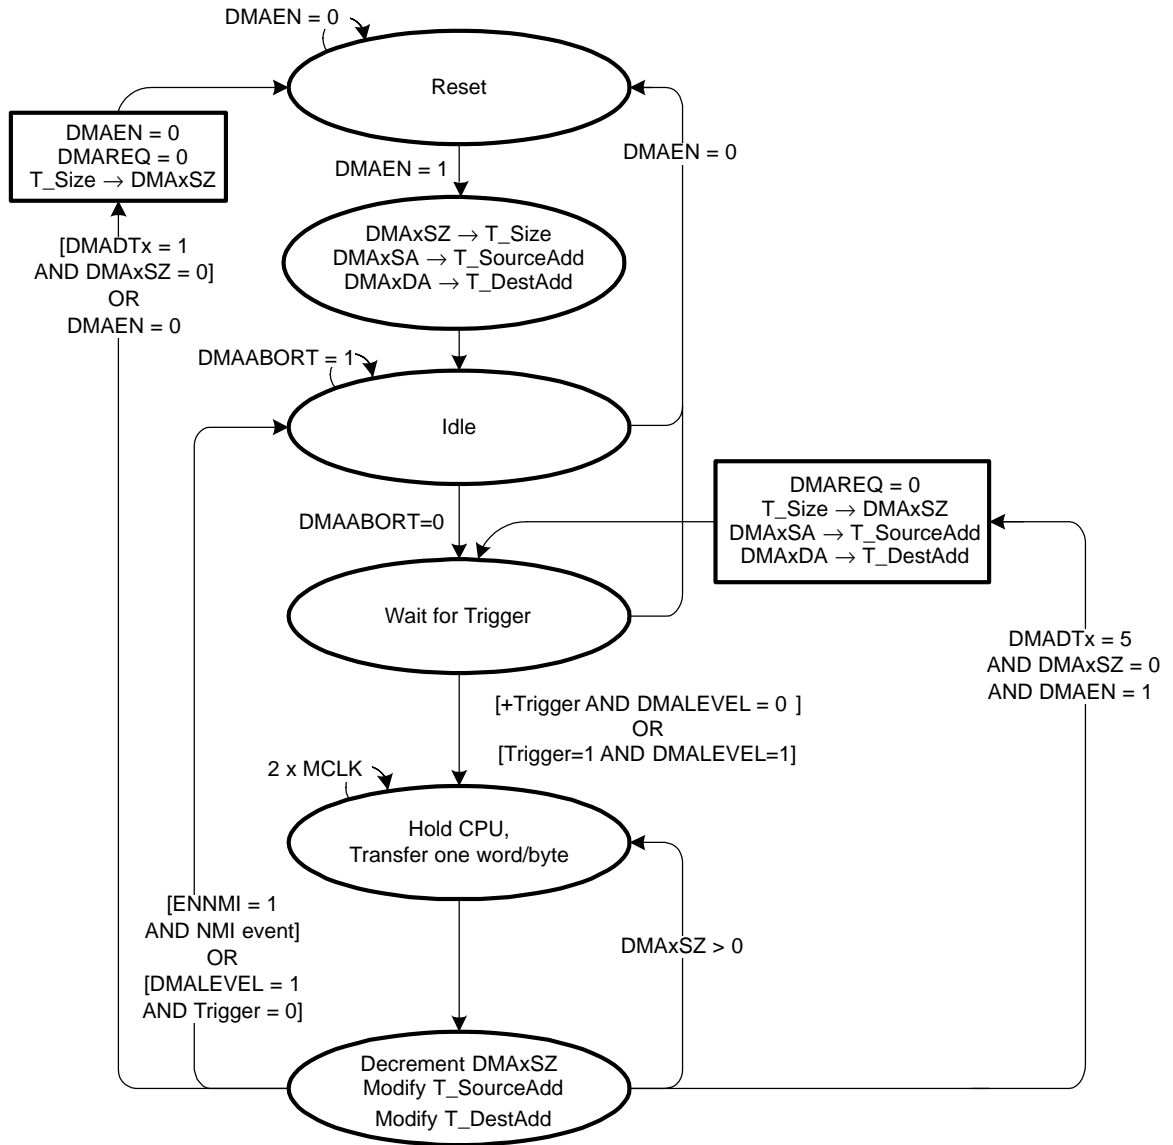 DMAEN = 0
Reset
DMAEN = 0
DMAREQ = 0
T_Size → DMAxSZ
DMAEN = 1
DMAEN = 0
[DMADTx = 1
AND DMAxSZ = 0]
OR
DMAEN = 0
DMAxSZ → T_Size
DMAxSA → T_SourceAdd
DMAxDA → T_DestAdd
DMAABORT = 1
Idle
DMAABORT=0
DMAREQ = 0
T_Size → DMAxSZ
DMAxSA → T_SourceAdd
DMAxDA → T_DestAdd
Wait for Trigger
DMADTx = 5
AND DMAxSZ = 0
AND DMAEN = 1
[+Trigger AND DMALEVEL = 0 ]
OR
[Trigger=1 AND DMALEVEL=1]
2 x MCLK
Hold CPU,
Transfer one word/byte
[ENNMI = 1
AND NMI event]
OR
[DMALEVEL = 1
AND Trigger = 0]
DMAxSZ > 0
Decrement DMAxSZ
Modify T_SourceAdd
Modify T_DestAdd